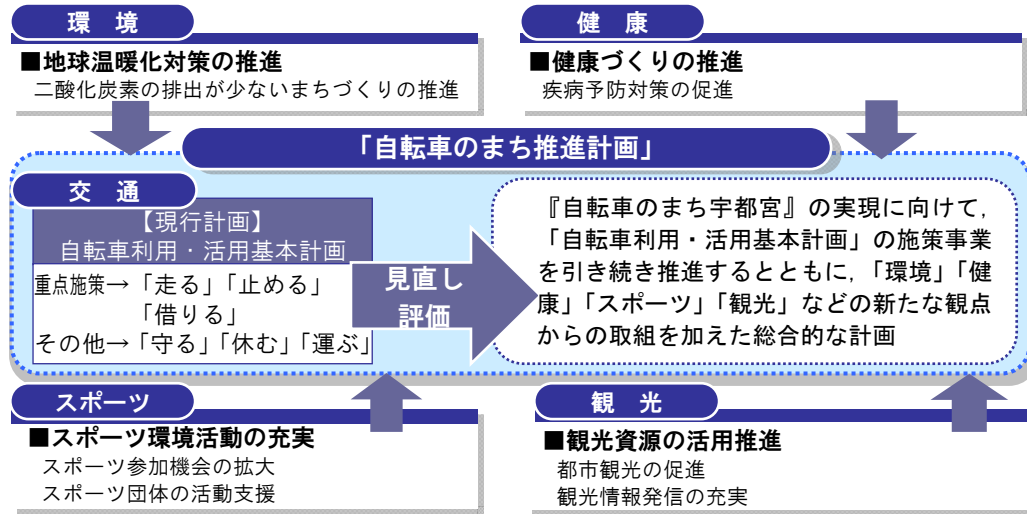 環 境
■地球温暖化対策の推進
二酸化炭素の排出が少ないまちづくりの推進
健 康
■健康づくりの推進
疾病予防対策の促進
「自転車のまち推進計画」
交 通
【現行計画】
自転車利用・活用基本計画
重点施策→「走る」「止める」
「借りる」
その他→「守る」「休む」「運ぶ」
見直し
評価
『自転車のまち宇都宮』の実現に向けて，
「自転車利用・活用基本計画」の施策事業
を引き続き推進するとともに，「環境」「健
康」「スポーツ」「観光」などの新たな観点
からの取組を加えた総合的な計画
スポーツ
■スポーツ環境活動の充実
スポーツ参加機会の拡大
スポーツ団体の活動支援
観 光
■観光資源の活用推進
都市観光の促進
観光情報発信の充実